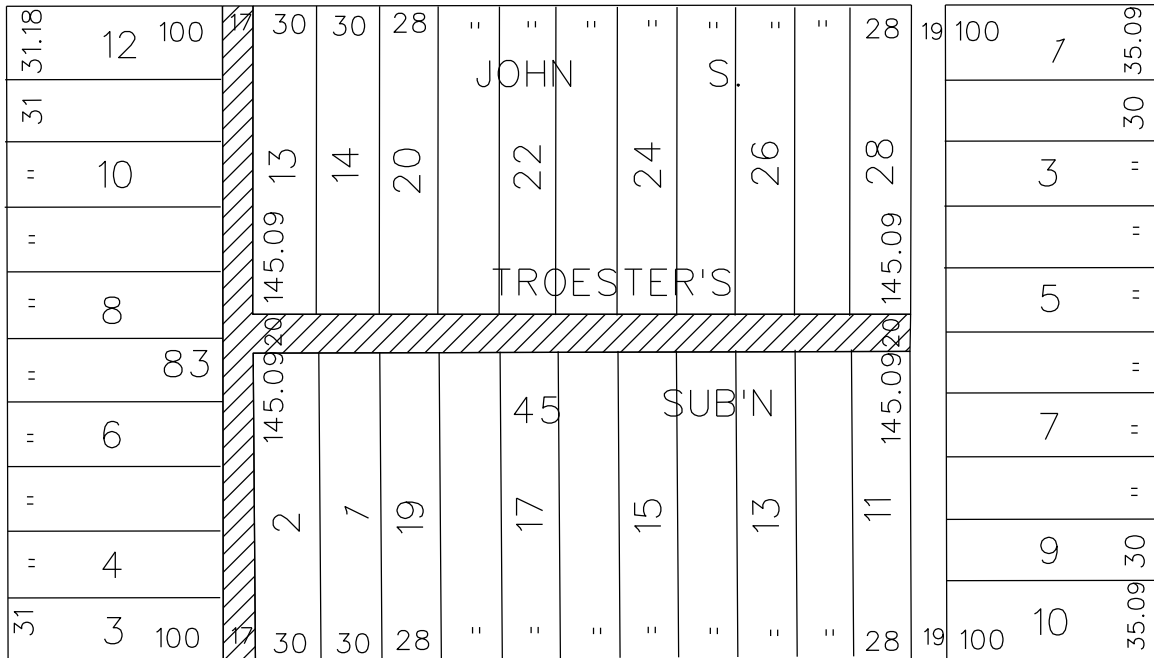 31.18 12 100 17 30 30 28 " " " " " " " 28 19 100 1 35.09
JOHN S.
31 30
= 10 13 14 20 22 24 26 28 3 =
= =
145.09 145.09
TROESTER'S
= 8 5 =
20 20
= 83 =
145.09 145.09
45 SUB'N
= 6 7 =
= 2 1 19 17 15 13 11 =
= 4 9 30
31 3 100 17 30 30 28 " " " " " " " 28 19 100 10 35.09